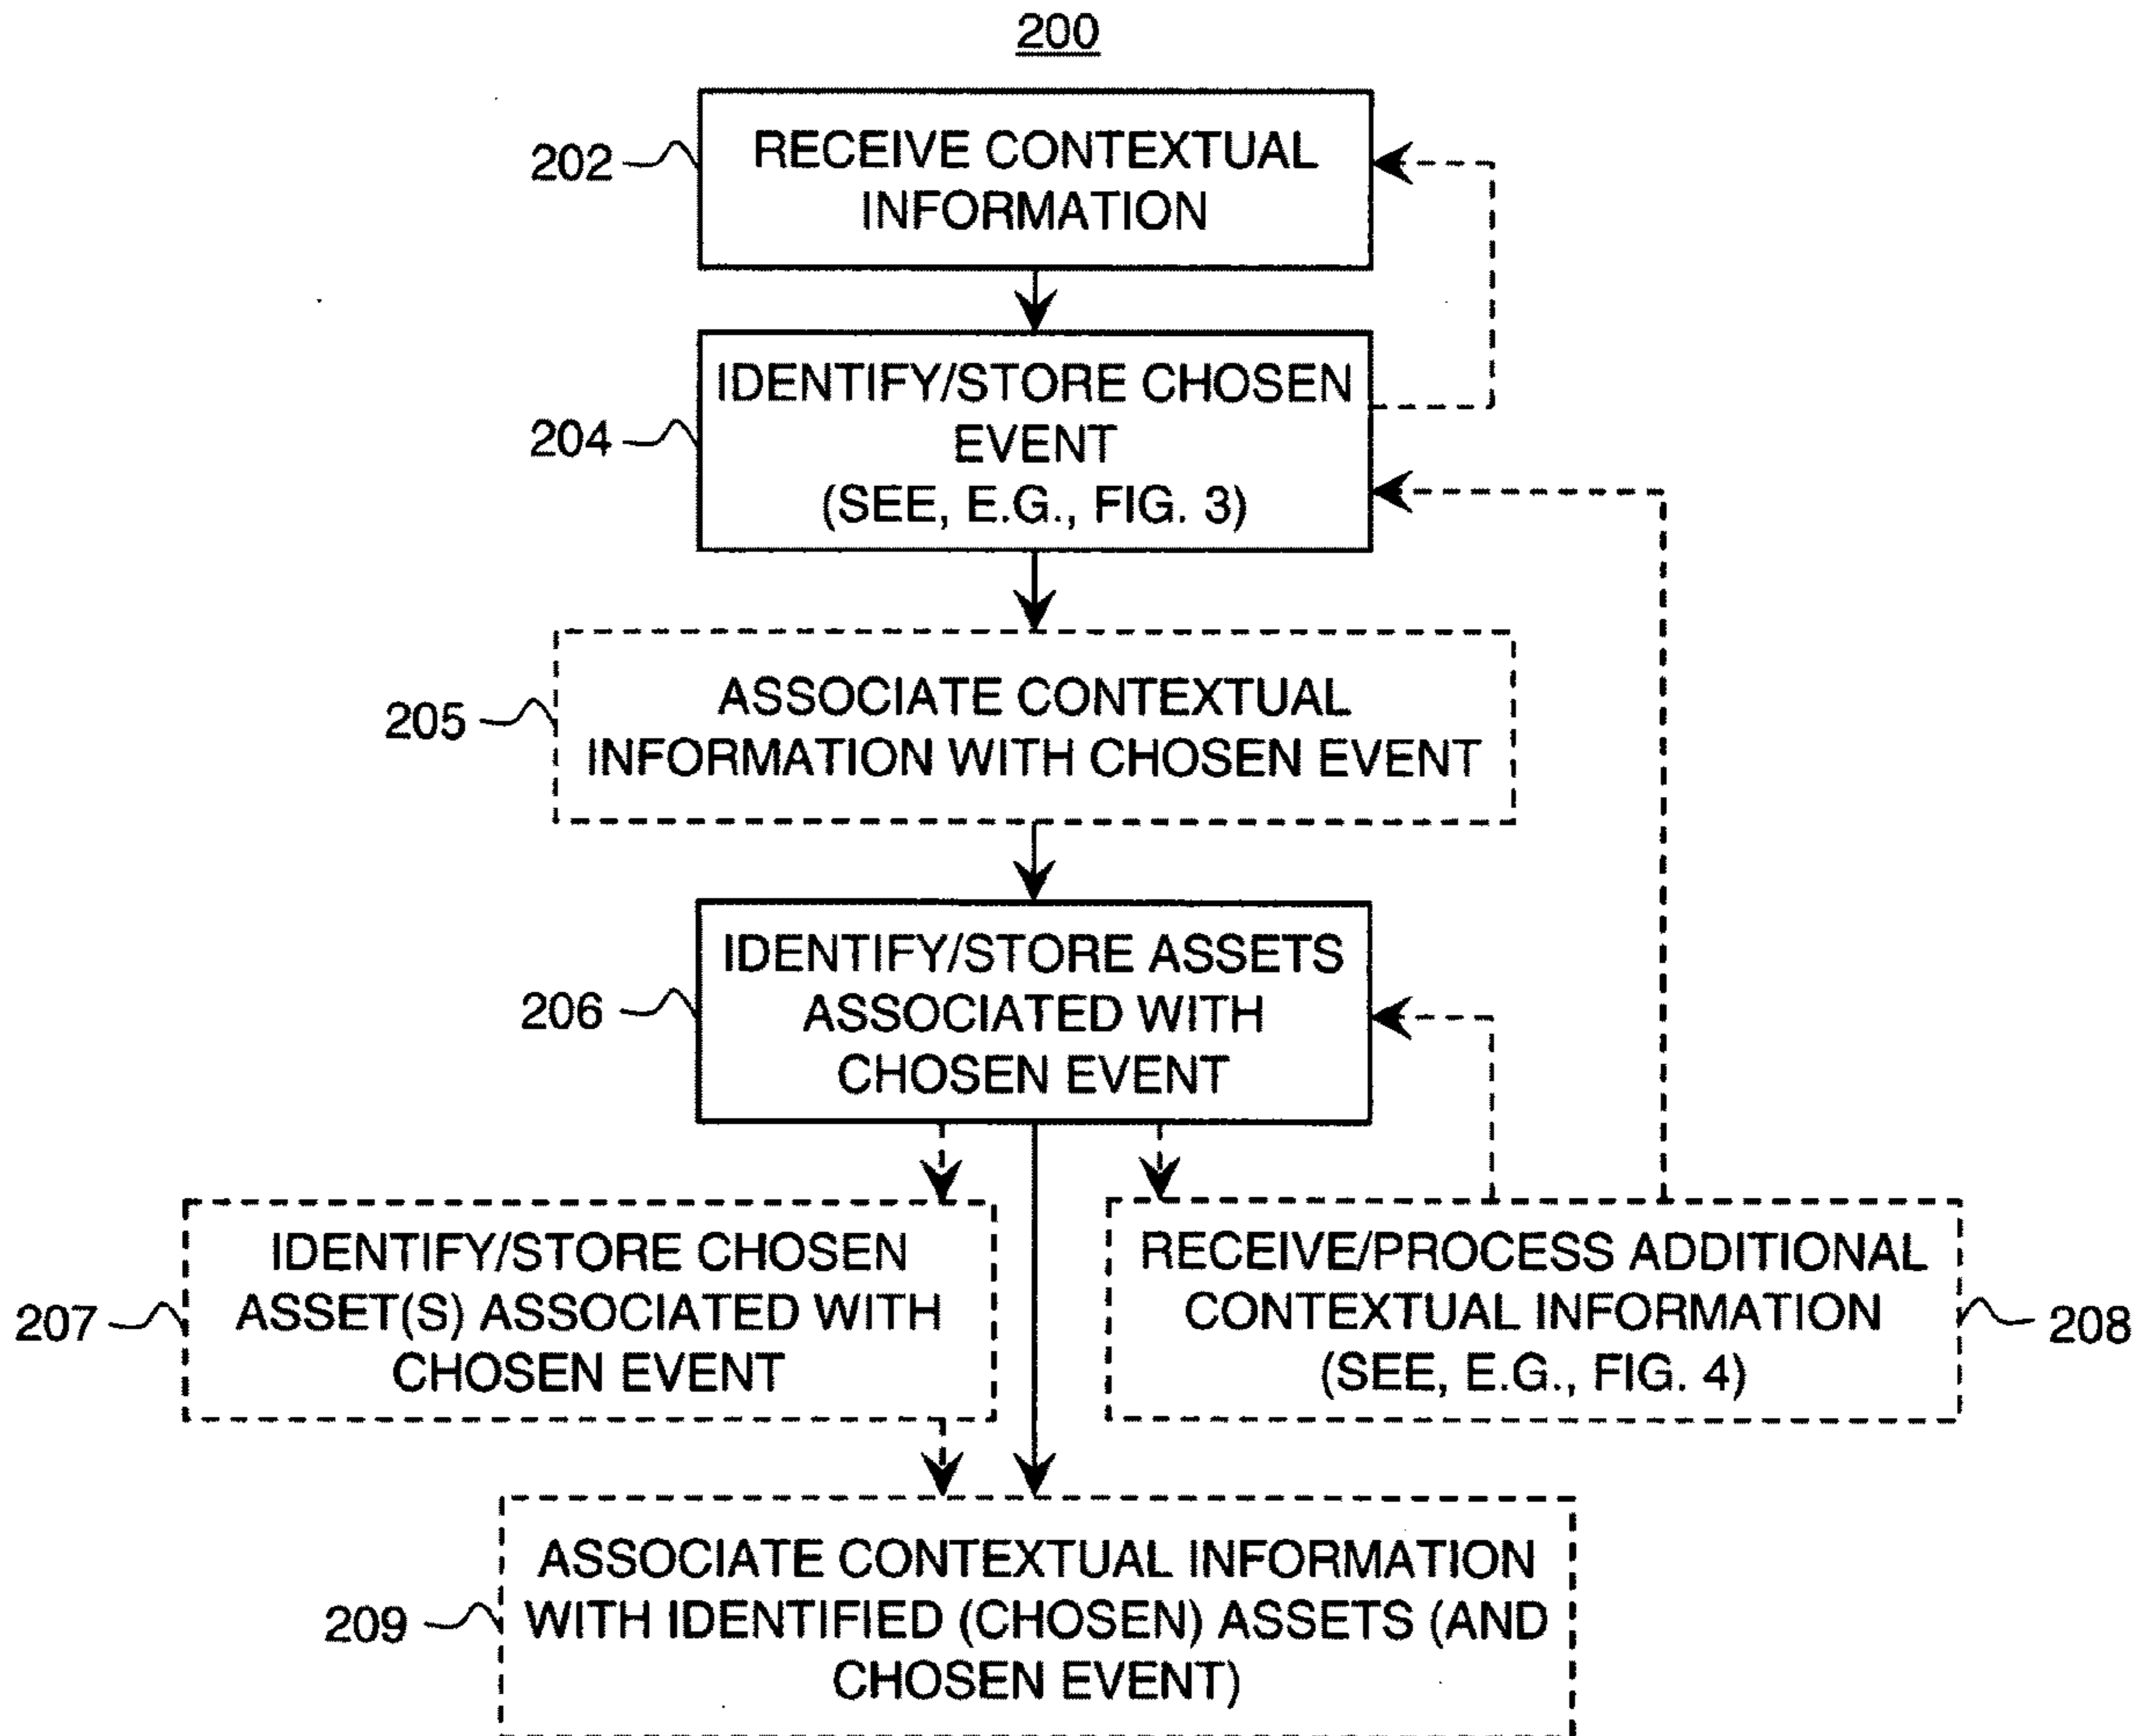 200
202
RECEIVE CONTEXTUAL
INFORMATION
204
IDENTIFY/STORE CHOSEN
EVENT
(SEE, E.G., FIG. 3)
205
ASSOCIATE CONTEXTUAL
INFORMATION WITH CHOSEN EVENT
206
IDENTIFY/STORE ASSETS
ASSOCIATED WITH
CHOSEN EVENT
207
IDENTIFY/STORE CHOSEN
ASSET(S) ASSOCIATED WITH
CHOSEN EVENT
RECEIVE/PROCESS ADDITIONAL
CONTEXTUAL INFORMATION
(SEE, E.G., FIG. 4)
208
209
ASSOCIATE CONTEXTUAL INFORMATION
WITH IDENTIFIED (CHOSEN) ASSETS (AND
CHOSEN EVENT)